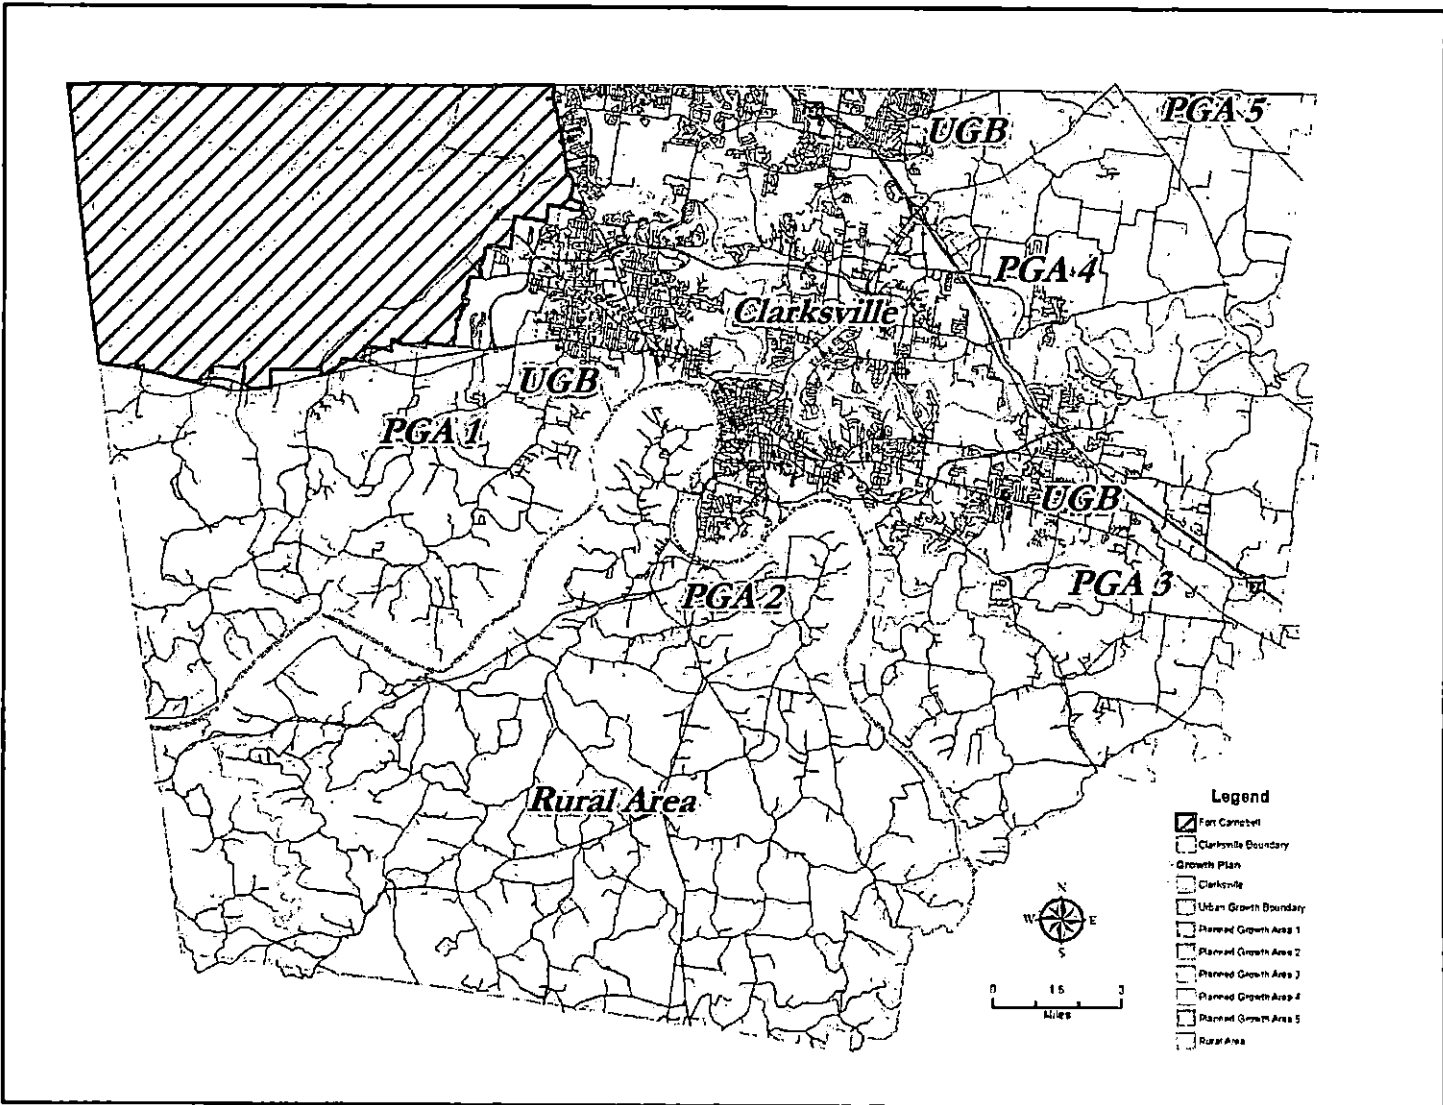 PGA 5
UGB
PGA 4
Clarksville
UGB
PGA 1
UGB
PGA 3
PGA 2
Rural Area
Legend
Fort Campbell
Clarksville Boundary
Growth Plan
Clarksville
Urban Growth Boundary
Planned Growth Area 1
Planned Growth Area 2
Planned Growth Area 3
Planned Growth Area 4
Planned Growth Area 5
Rural Area
N
W E
S
0 1.5 3
Miles